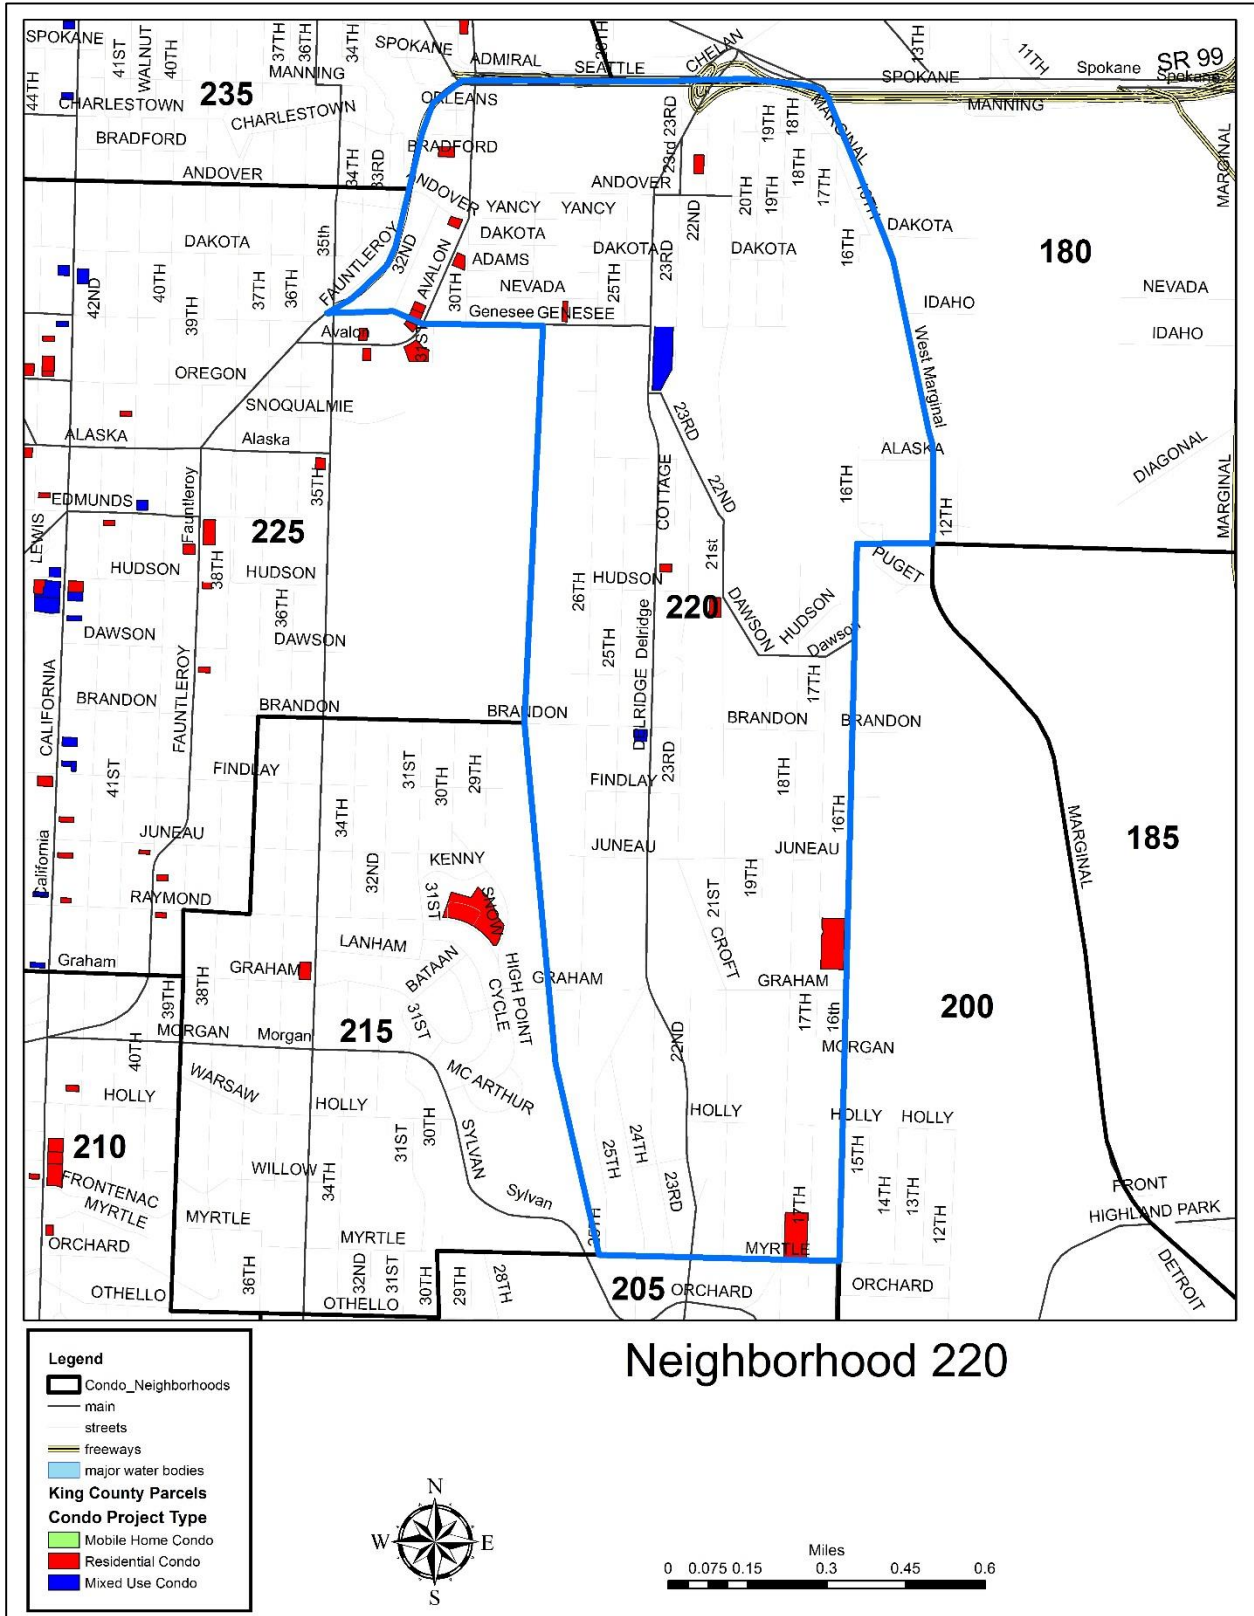 SPOKANE
41ST
WALNUT
40TH
37TH
36TH
34TH
SPOKANE
ADMIRAL
SEATTLE
CHELAN
13TH
11TH
Spokane
SR 99
Spokane
MANNING
SPOKANE
44TH
235
CHARLESTOWN
CHARLESTOWN
ORLEANS
MANNING
BRADFORD
BRADFORD
23rd 23RD
19TH
18TH
MARGINAL
MARGINAL
ANDOVER
34TH
33RD
ANDOVER
ANDOVER
18TH
17TH
20TH
19TH
16TH
YANCY
YANCY
22ND
DAKOTA
35th
FAUNTLEROY
32ND
DAKOTA
DAKOTA
23RD
DAKOTA
16TH
DAKOTA
180
AVALON
ADAMS
30TH
25TH
42ND
40TH
39TH
37TH
36TH
NEVADA
NEVADA
IDAHO
IDAHO
Genesee
GENESEE
Avalon
31ST
West Marginal
OREGON
SNOQUALMIE
23RD
ALASKA
Alaska
ALASKA
DIAGONAL
MARGINAL
35TH
22ND
16TH
EDMUNDS
Fauntleroy
COTTAGE
12TH
LEWIS
225
38TH
21st
PUGET
HUDSON
HUDSON
36TH
26TH
HUDSON
220
DAWSON
HUDSON
Dawson
DAWSON
DAWSON
25TH
Delridge
DELRIDGE
17TH
CALIFORNIA
FAUNTLEROY
BRANDON
BRANDON
BRANDON
BRANDON
BRANDON
41ST
FINDLAY
31ST
30TH
29TH
FINDLAY
23RD
18TH
16TH
34TH
MARGINAL
185
JUNEAU
JUNEAU
JUNEAU
32ND
KENNY
California
RAYMOND
31ST
SNOW
21ST
19TH
CROFT
LANHAM
BATAAN
HIGH POINT
CYCLE
Graham
38TH
39TH
GRAHAM
GRAHAM
GRAHAM
17TH
16th
200
31ST
MORGAN
Morgan
215
22ND
MORGAN
40TH
WARSAW
MC ARTHUR
HOLLY
HOLLY
HOLLY
HOLLY
HOLLY
210
31ST
30TH
SYLVAN
25TH
24TH
23RD
15TH
14TH
13TH
12TH
WILLOW
34TH
Sylvan
FRONTENAC
MYRTLE
MYRTLE
MYRTLE
17TH
MYRTLE
FRONT
HIGHLAND PARK
ORCHARD
OTHELLO
36TH
32ND
31ST
OTHELLO
30TH
29TH
28TH
205
ORCHARD
ORCHARD
DETROIT
Neighborhood 220
Legend
Condo_Neighborhoods
main
streets
freeways
major water bodies
King County Parcels
Condo Project Type
Mobile Home Condo
Residential Condo
Mixed Use Condo
N
W
E
S
Miles
0 0.075 0.15 0.3 0.45 0.6